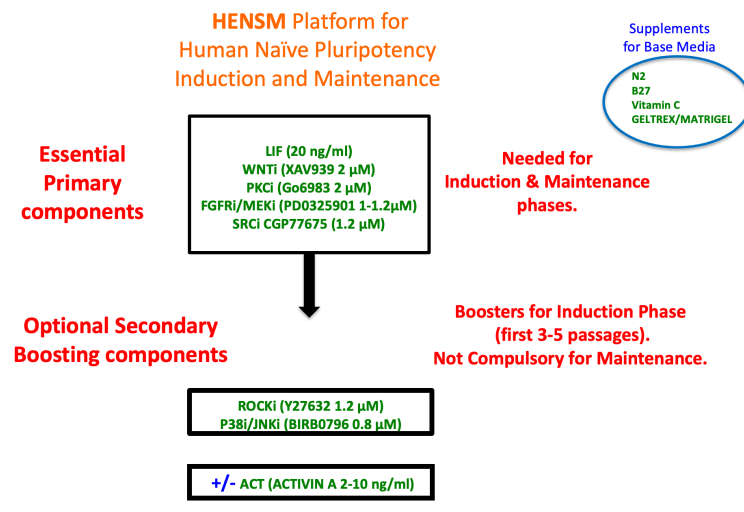 HENSM Platform for
Human Naïve Pluripotency
Induction and Maintenance
Supplements
for Base Media
N2
B27
Vitamin C
GELTREX/MATRIGEL
Essential
Primary
components
LIF (20 ng/ml)
WNTi (XAV939 2 µM)
PKCi (Go6983 2 µM)
FGFRi/MEKi (PD0325901 1-1.2µM)
SRCi CGP77675 (1.2 µM)
Needed for
Induction & Maintenance
phases.
Optional Secondary
Boosting components
Boosters for Induction Phase
(first 3-5 passages).
Not Compulsory for Maintenance.
ROCKi (Y27632 1.2 µM)
P38i/JNKi (BIRB0796 0.8 µM)
+/- ACT (ACTIVIN A 2-10 ng/ml)